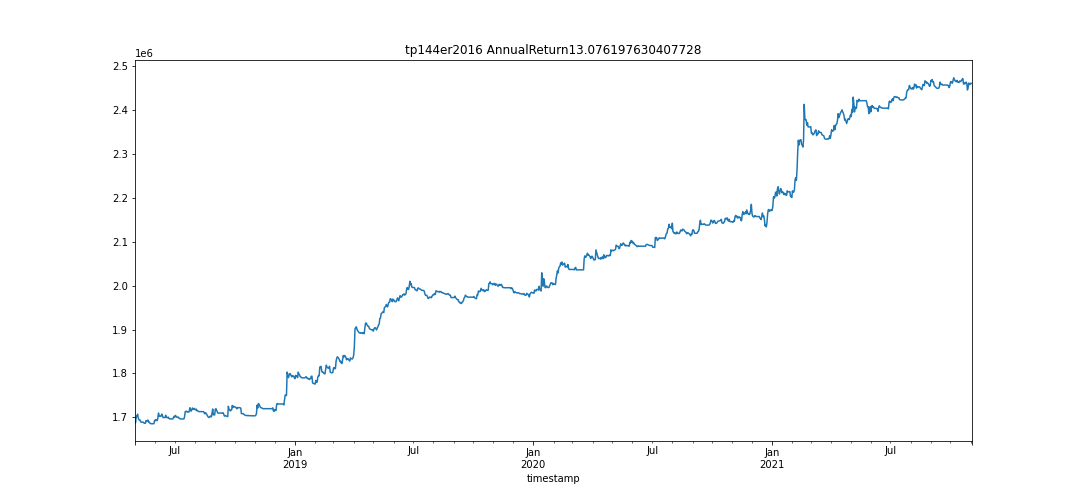 tp144er2016 AnnualReturn13.076197630407728
1e6
2.5
2.4
2.3
2.2
2.1
2.0
1.9
1.8
1.7
Jul
Jan
2019
Jul
Jan
2020
Jul
Jan
2021
Jul
timestamp